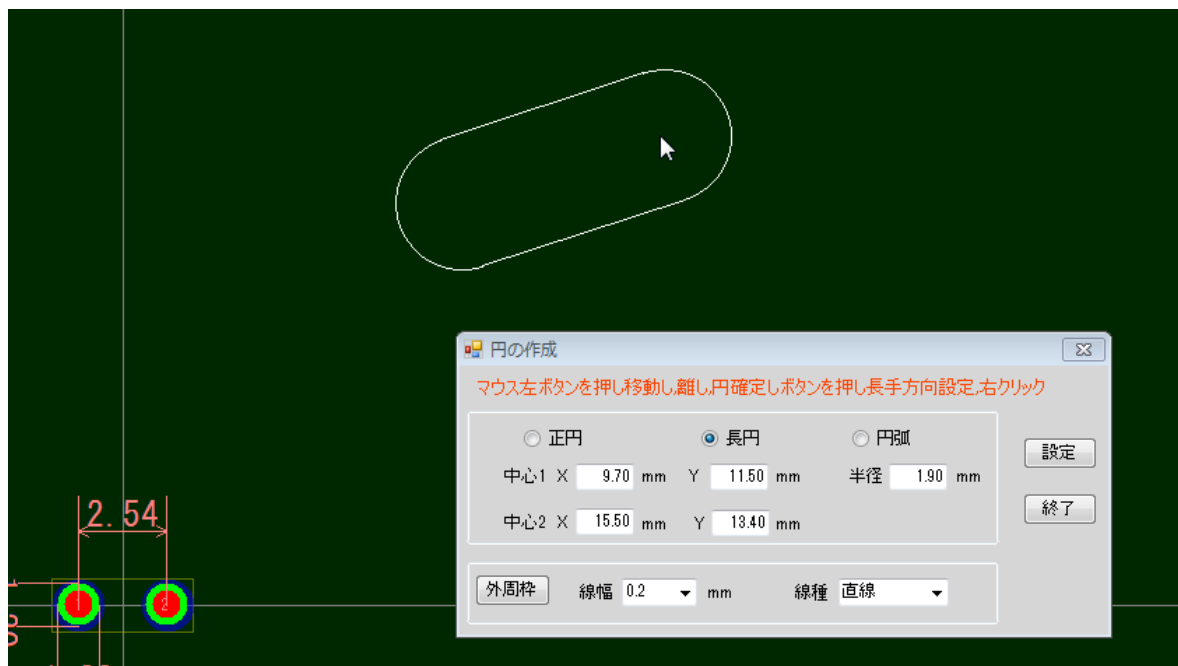 2.54
1
2
円の作成
マウス左ボタンを押し移動し,離し,円確定しボタンを押し長手方向設定,右クリック
正円 長円 円弧
設定
中心1 X 9.70 mm Y 11.50 mm 半径 1.90 mm
終了
中心2 X 15.50 mm Y 13.40 mm
外周枠 線幅 0.2 mm 線種 直線